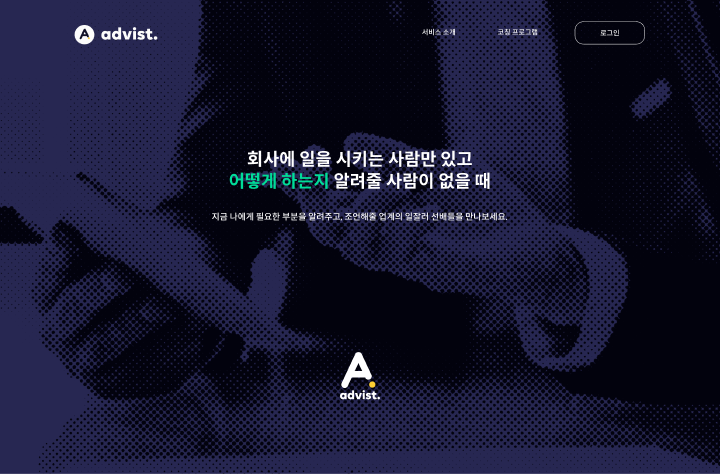 A advist.
서비스 소개
코칭 프로그램
로그인
회사에 일을 시키는 사람만 있고
어떻게 하는지 알려줄 사람이 없을 때
지금 나에게 필요한 부분을 알려주고, 조언해줄 업계의 일잘러 선배들을 만나보세요.
A.
advist.